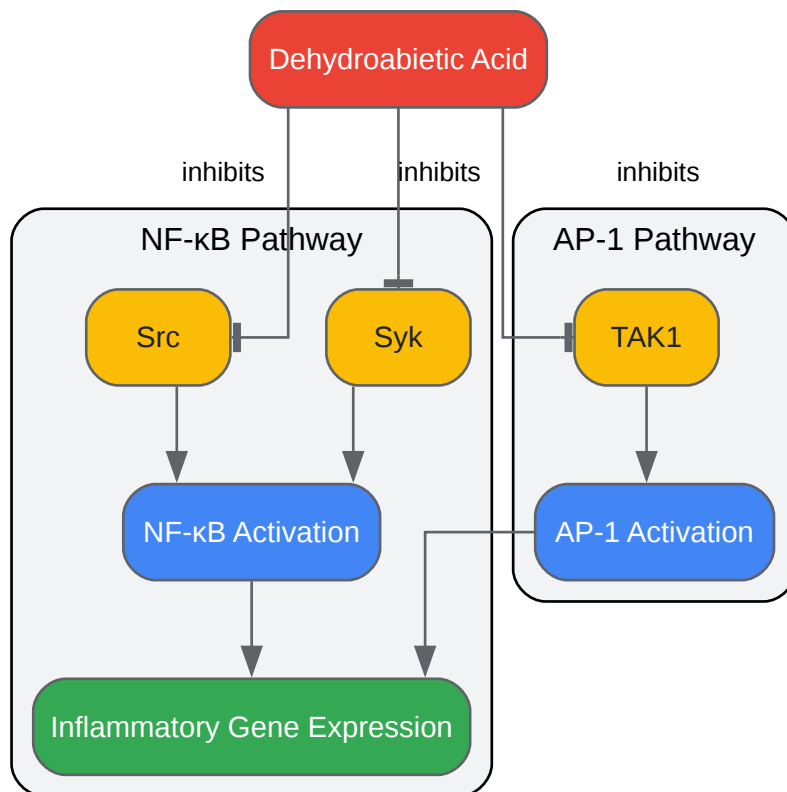 Dehydroabietic Acid
inhibits
inhibits
inhibits
NF-κB Pathway
AP-1 Pathway
Src
Syk
TAK1
NF-κB Activation
AP-1 Activation
Inflammatory Gene Expression